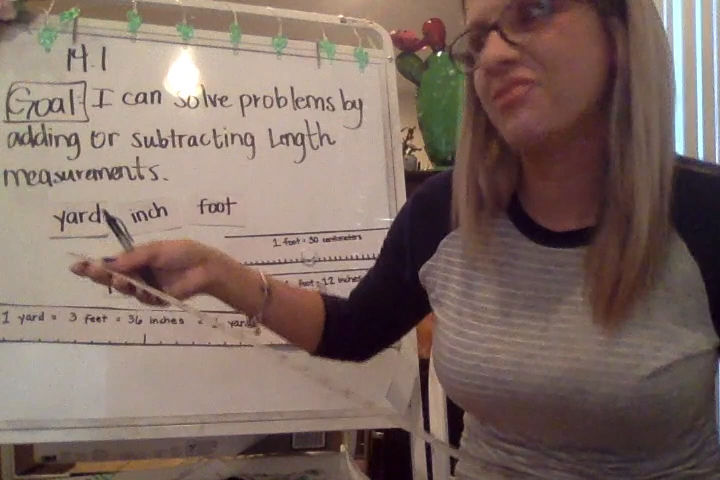 14.1
Goal: I can solve problems by
adding or subtracting length
measurements.
yard inch foot
1 foot = 30 centimeters
foot = 12 inches
1 yard = 3 feet = 36 inches = 1 yard